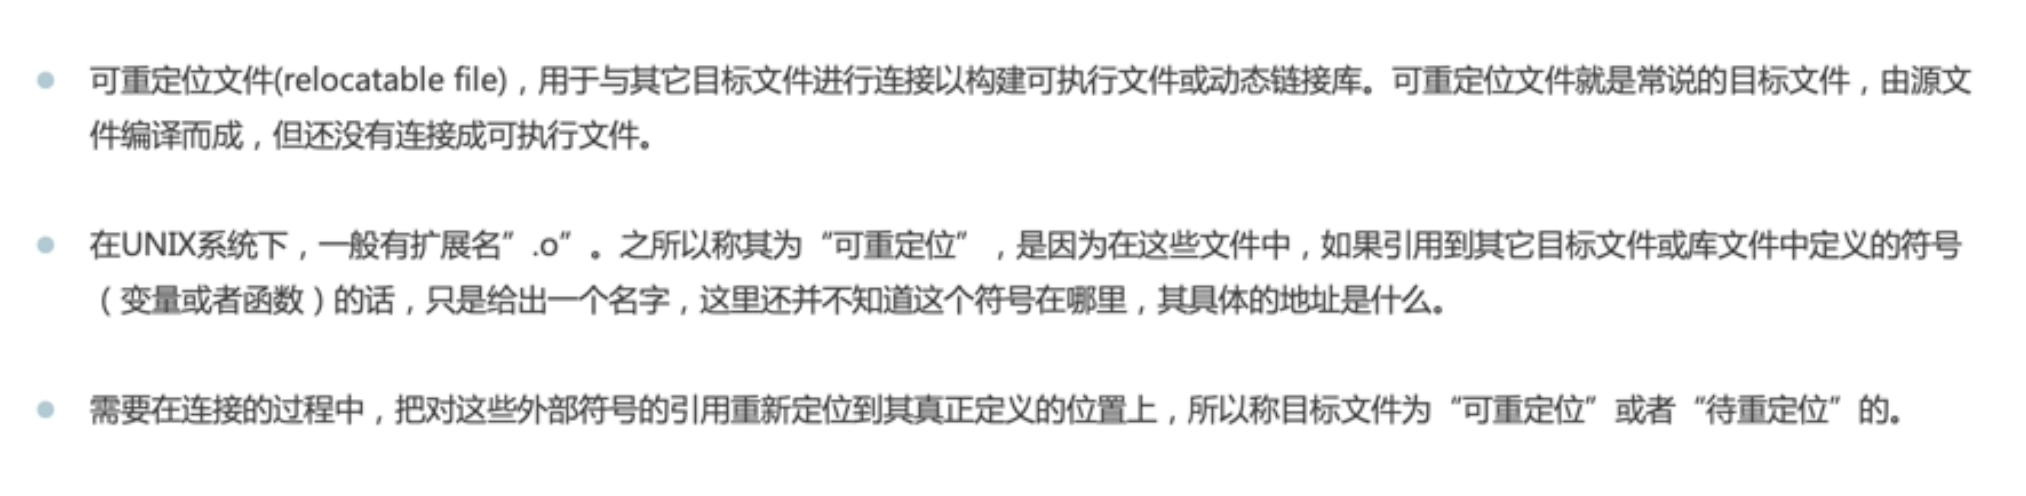 可重定位文件(relocatable file)，用于与其它目标文件进行连接以构建可执行文件或动态链接库。可重定位文件就是常说的目标文件，由源文
件编译而成，但还没有连接成可执行文件。
在UNIX系统下，一般有扩展名”.o”。之所以称其为“可重定位”，是因为在这些文件中，如果引用到其它目标文件或库文件中定义的符号
（变量或者函数）的话，只是给出一个名字，这里还并不知道这个符号在哪里，其具体的地址是什么。
需要在连接的过程中，把对这些外部符号的引用重新定位到其真正定义的位置上，所以称目标文件为“可重定位”或者“待重定位”的。